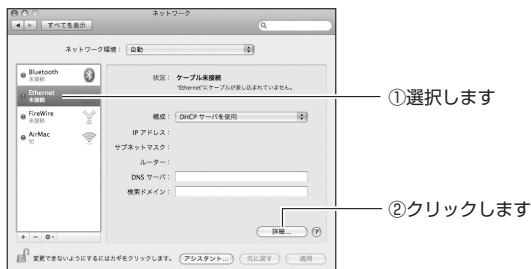 ネットワーク
すべてを表示
ネットワーク環境： 自動
Bluetooth
未接続
Ethernet
未接続
FireWire
未接続
AirMac
切
状況： ケーブル未接続
"Ethernet"にケーブルが差し込まれていません。
構成： DHCP サーバを使用
IP アドレス：
サブネットマスク：
ルーター：
DNS サーバ：
検索ドメイン：
詳細... ?
+ −
変更できないようにするにはカギをクリックします。 アシスタント... 元に戻す 適用
①選択します
②クリックします